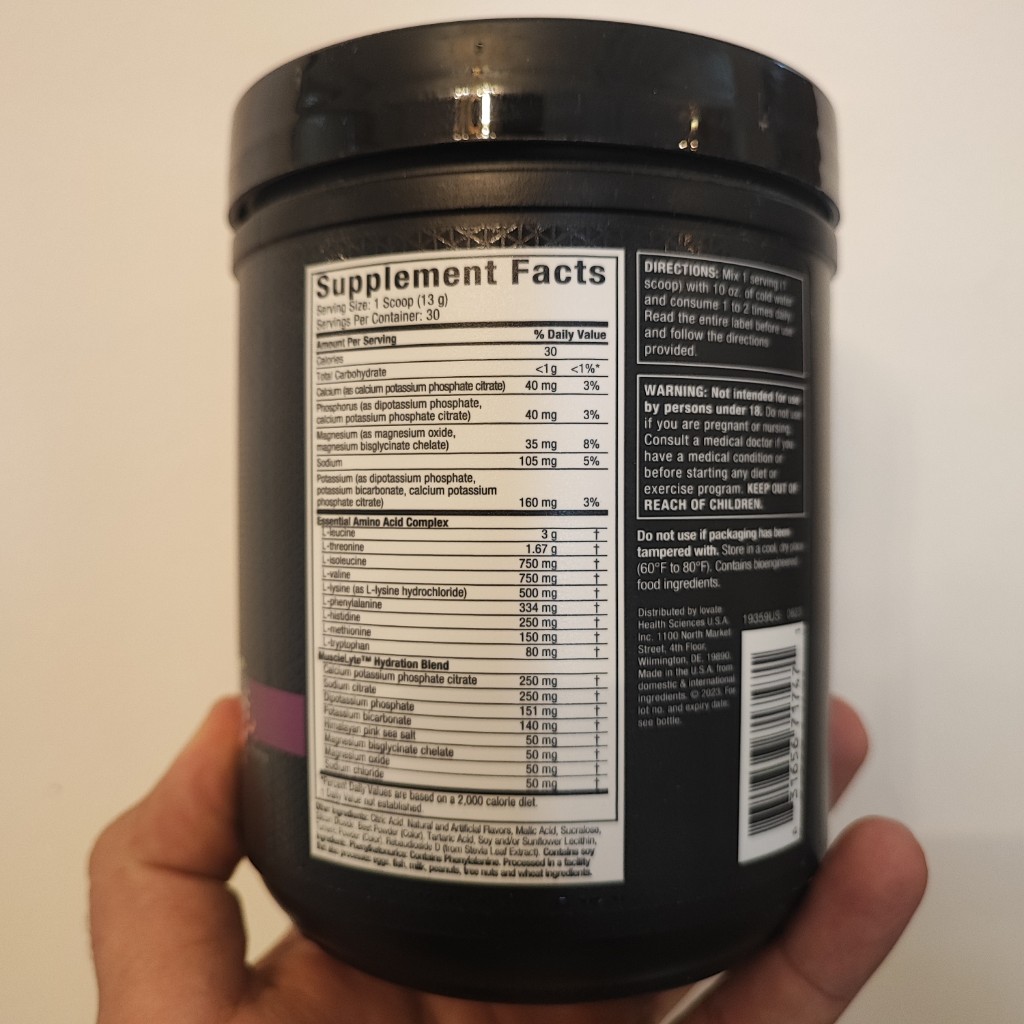 Supplement Facts
Serving Size: 1 Scoop (13 g)
Servings Per Container: 30
Amount Per Serving % Daily Value
Calories 30
Total Carbohydrate <1 g <1%*
Calcium (as calcium potassium phosphate citrate) 40 mg 3%
Phosphorus (as dipotassium phosphate,
calcium potassium phosphate citrate) 40 mg 3%
Magnesium (as magnesium oxide,
magnesium bisglycinate chelate) 35 mg 8%
Sodium 105 mg 5%
Potassium (as dipotassium phosphate,
potassium bicarbonate, calcium potassium
phosphate citrate) 160 mg 3%
Essential Amino Acid Complex
L-leucine 3 g †
L-threonine 1.67 g †
L-isoleucine 750 mg †
L-valine 750 mg †
L-lysine (as L-lysine hydrochloride) 500 mg †
L-phenylalanine 334 mg †
L-histidine 250 mg †
L-methionine 150 mg †
L-tryptophan 80 mg †
MuscleLyte™ Hydration Blend
Calcium potassium phosphate citrate 250 mg †
Sodium citrate 250 mg †
Dipotassium phosphate 151 mg †
Potassium bicarbonate 140 mg †
Himalayan pink sea salt 50 mg †
Magnesium bisglycinate chelate 50 mg †
Magnesium oxide 50 mg †
Sodium chloride 50 mg †
*Percent Daily Values are based on a 2,000 calorie diet.
† Daily Value not established.
Other Ingredients: Citric Acid, Natural and Artificial Flavors, Malic Acid, Sucralose,
Silicon Dioxide, Beet Powder (Color), Tartaric Acid, Soy and/or Sunflower Lecithin,
(Color), Rebaudioside D (from Stevia Leaf Extract). Contains soy
Phenylketonurics: Contains Phenylalanine. Processed in a facility
that also processes egg, fish, milk, peanuts, tree nuts and wheat ingredients.
DIRECTIONS: Mix 1 serving (1
scoop) with 10 oz. of cold water
and consume 1 to 2 times daily.
Read the entire label before use
and follow the directions
provided.
WARNING: Not intended for use
by persons under 18. Do not use
if you are pregnant or nursing.
Consult a medical doctor if you
have a medical condition or
before starting any diet or
exercise program. KEEP OUT OF
REACH OF CHILDREN.
Do not use if packaging has been
tampered with. Store in a cool, dry place
(60°F to 80°F). Contains bioengineered
food ingredients.
Distributed by Iovate
Health Sciences U.S.A.
Inc. 1100 North Market
Street, 4th Floor,
Wilmington, DE, 19890.
Made in the U.S.A. from
domestic & international
ingredients. © 2023. For
lot no. and expiry date:
see bottle.
19359US
31656 71747